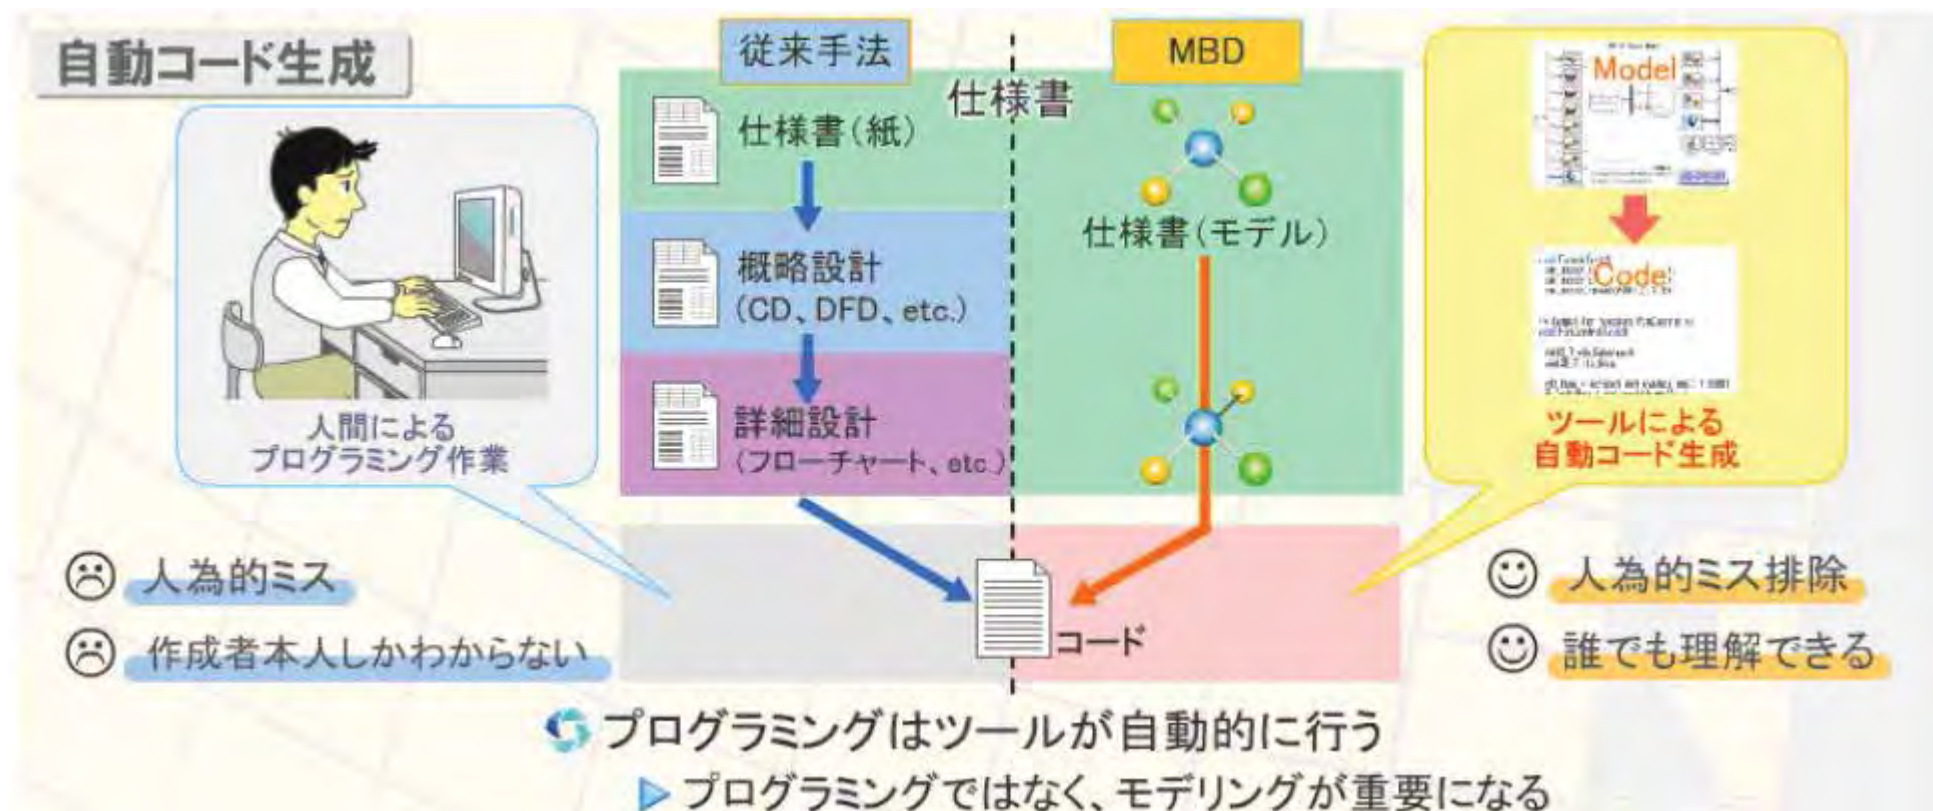 自動コード生成
従来手法
MBD
仕様書
仕様書(紙)
概略設計
(CD、DFD、etc.)
詳細設計
(フローチャート、etc.)
仕様書(モデル)
コード
人間による
プログラミング作業
人為的ミス
作成者本人しかわからない
Model
Code
ツールによる
自動コード生成
人為的ミス排除
誰でも理解できる
プログラミングはツールが自動的に行う
プログラミングではなく、モデリングが重要になる